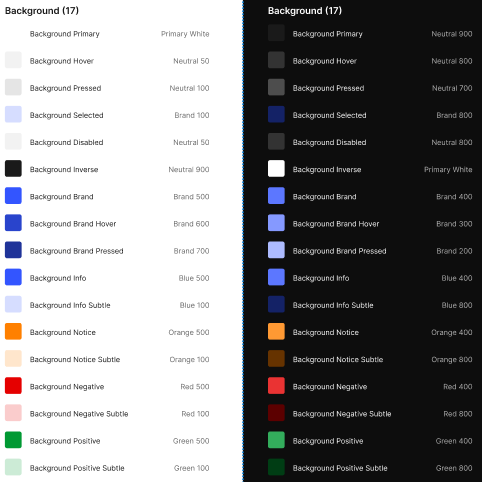 Background (17)
Background Primary Primary White
Background Hover Neutral 50
Background Pressed Neutral 100
Background Selected Brand 100
Background Disabled Neutral 50
Background Inverse Neutral 900
Background Brand Brand 500
Background Brand Hover Brand 600
Background Brand Pressed Brand 700
Background Info Blue 500
Background Info Subtle Blue 100
Background Notice Orange 500
Background Notice Subtle Orange 100
Background Negative Red 500
Background Negative Subtle Red 100
Background Positive Green 500
Background Positive Subtle Green 100
Background (17)
Background Primary Neutral 900
Background Hover Neutral 800
Background Pressed Neutral 700
Background Selected Brand 800
Background Disabled Neutral 800
Background Inverse Primary White
Background Brand Brand 400
Background Brand Hover Brand 300
Background Brand Pressed Brand 200
Background Info Blue 400
Background Info Subtle Blue 800
Background Notice Orange 400
Background Notice Subtle Orange 800
Background Negative Red 400
Background Negative Subtle Red 800
Background Positive Green 400
Background Positive Subtle Green 800